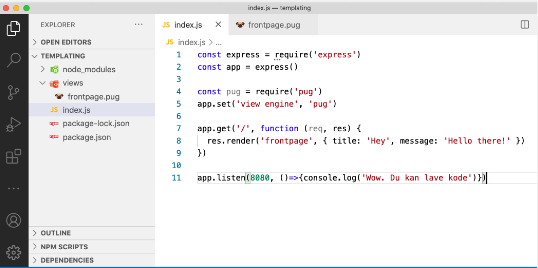 index.js — templating
EXPLORER
OPEN EDITORS
TEMPLATING
node_modules
views
frontpage.pug
JS index.js
package-lock.json
package.json
OUTLINE
NPM SCRIPTS
DEPENDENCIES
JS index.js
frontpage.pug
JS index.js > ...
1 const express = require('express')
2 const app = express()
3
4 const pug = require('pug')
5 app.set('view engine', 'pug')
6
7 app.get('/', function (req, res) {
8 res.render('frontpage', { title: 'Hey', message: 'Hello there!' })
9 })
10
11 app.listen(8080, ()=>{console.log('Wow. Du kan lave kode')})